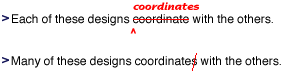 coordinates
>Each of these designs coordinate with the others.
>Many of these designs coordinates with the others.